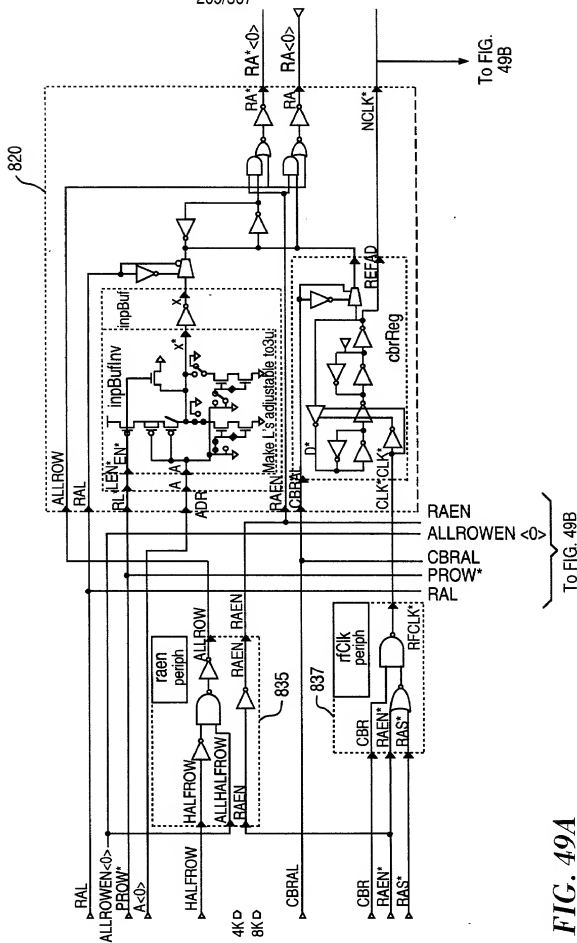 820
ALLROW
RAL
RA*
RA*<0>
RA
RA<0>
inpBuf
X
inpBufInv
X*
RL
LEN*
EN*
A
A
ADR
Make L's adjustable to3u
RAEN
CBRAL
REFAD
NCLK*
To FIG.
49B
cbrReg
D*
CLK*
CLK*
RAL
ALLROWEN<0>
PROW*
A<0>
HALFROW
HALFROW
ALLHALFROW
RAEN
raen
periph
ALLROW
RAEN
RAEN
835
4K
8K
CBRAL
CBR
RAEN*
RAS*
CBR
RAEN*
RAS*
rfClk
periph
RFCLK*
837
RAEN
ALLROWEN <0>
CBRAL
PROW*
RAL
To FIG. 49B
FIG. 49A